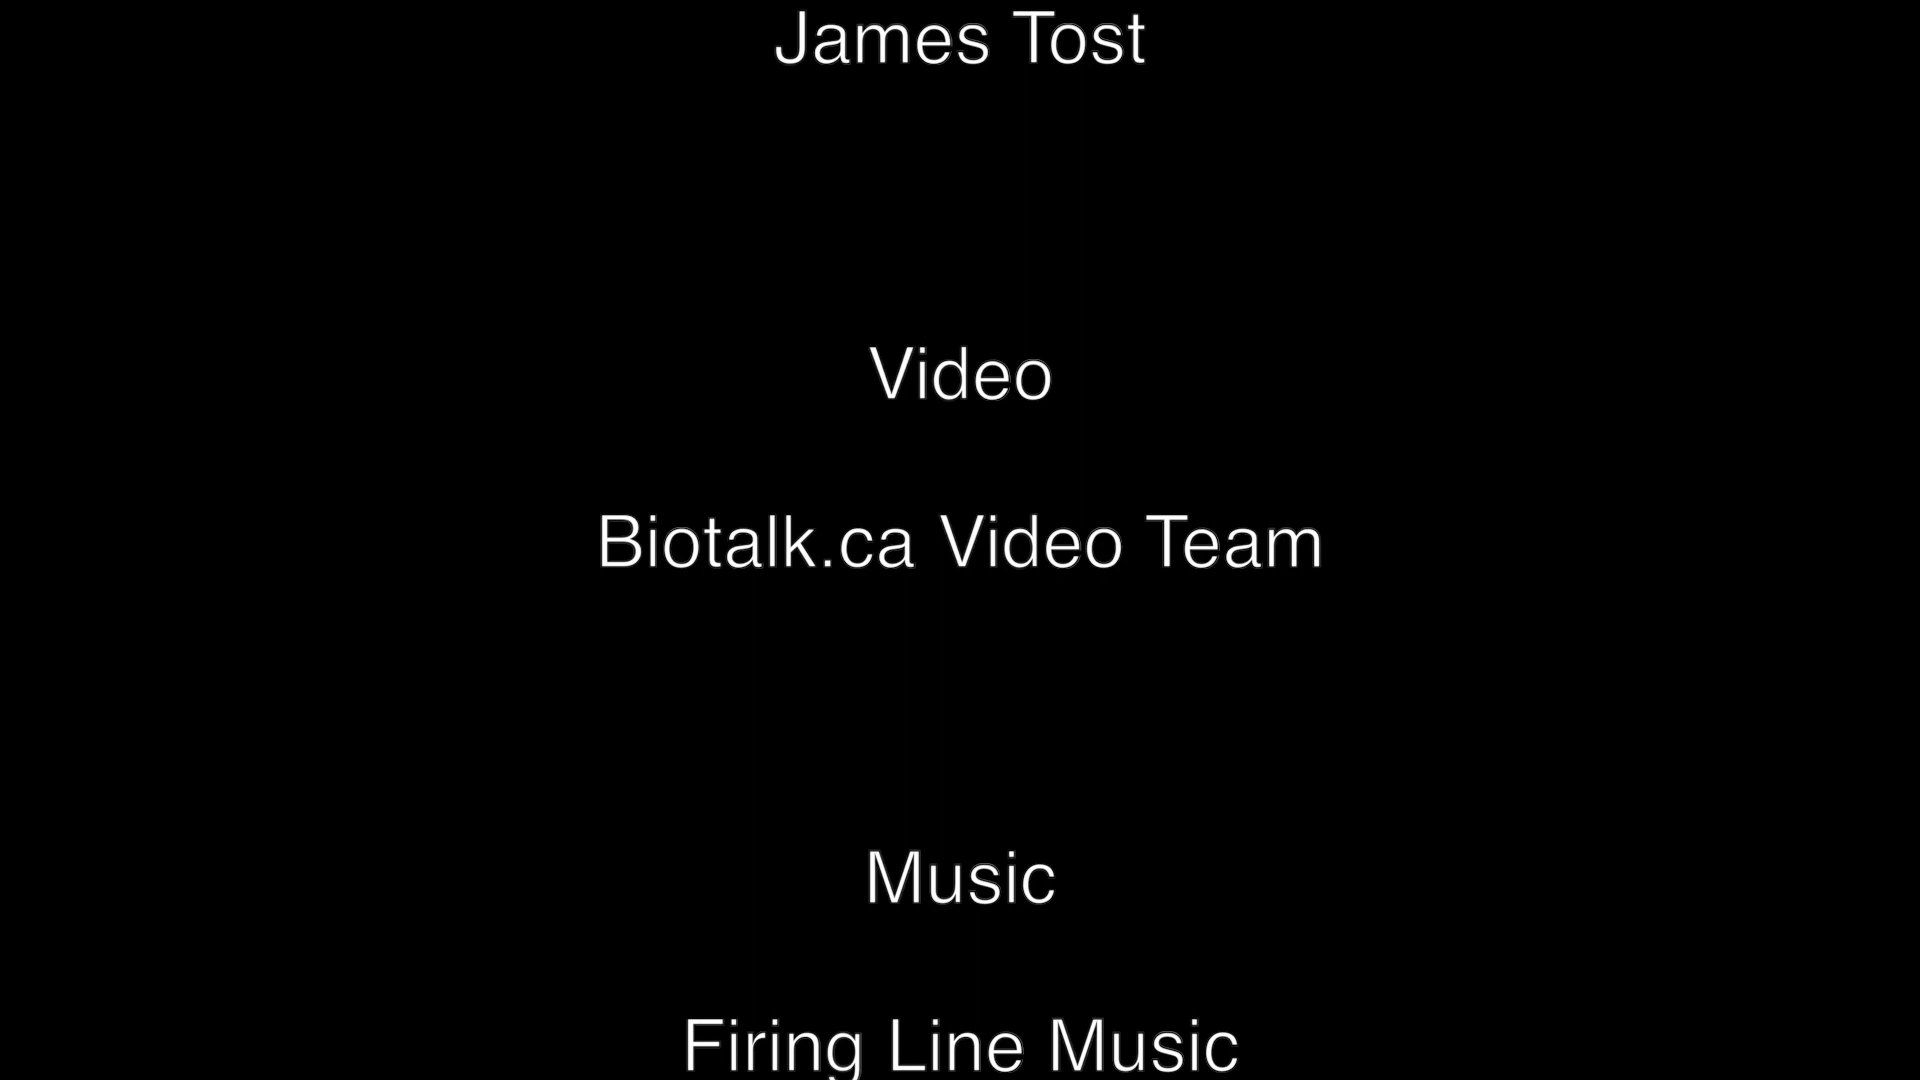 James Tost
Video
Biotalk.ca Video Team
Music
Firing Line Music